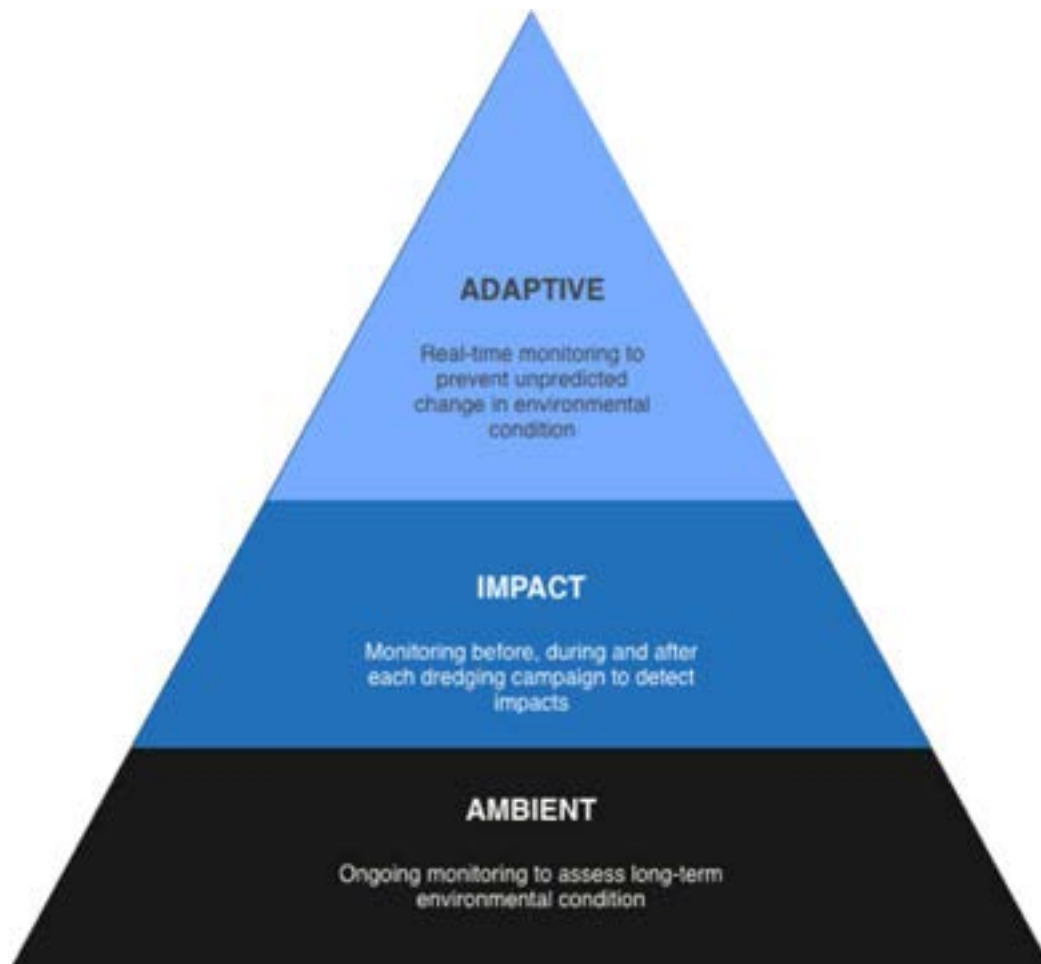 ADAPTIVE
Real-time monitoring to
prevent unpredicted
change in environmental
condition
IMPACT
Monitoring before, during and after
each dredging campaign to detect
impacts
AMBIENT
Ongoing monitoring to assess long-term
environmental condition